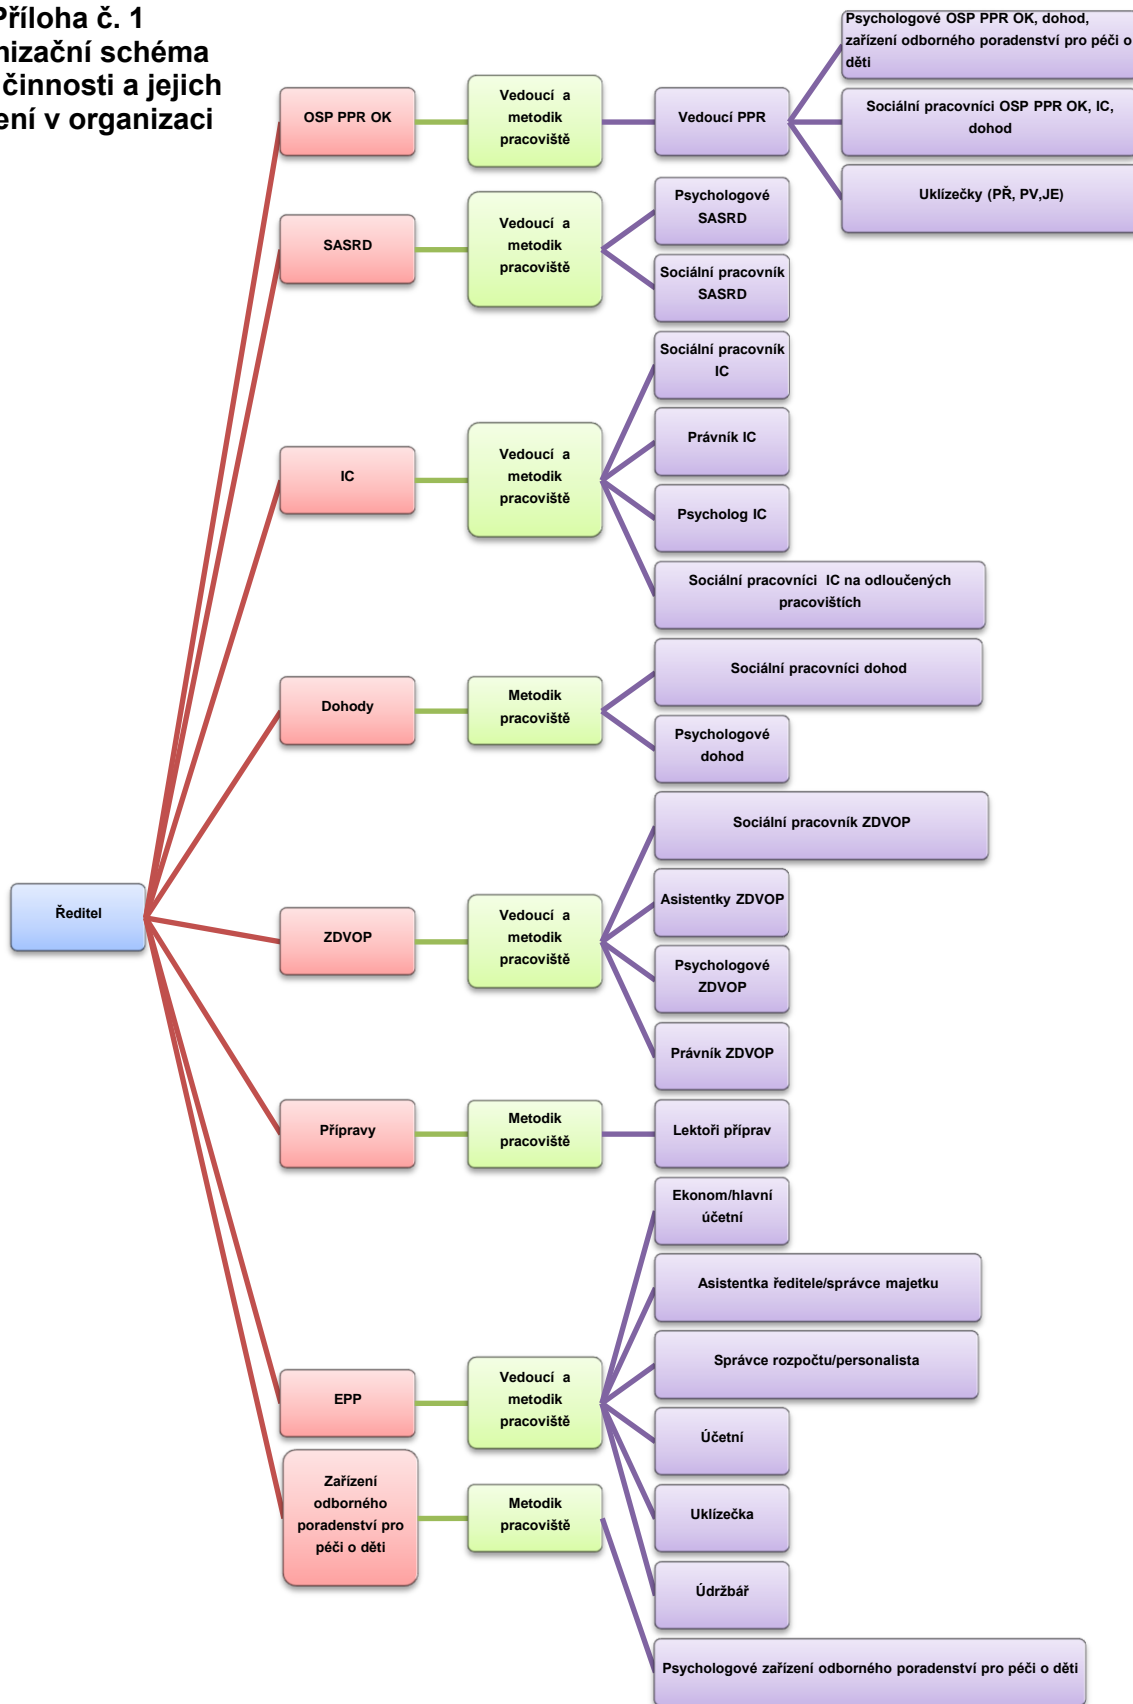 Příloha č. 1
nizační schéma
činnosti a jejich
ení v organizaci
Psychologové OSP PPR OK, dohod,
zařízení odborného poradenství pro péči o
děti
OSP PPR OK
Vedoucí a
metodik
pracoviště
Vedoucí PPR
Sociální pracovníci OSP PPR OK, IC,
dohod
Uklízečky (PŘ, PV,JE)
SASRD
Vedoucí a
metodik
pracoviště
Psychologové
SASRD
Sociální pracovník
SASRD
IC
Vedoucí a
metodik
pracoviště
Sociální pracovník
IC
Právník IC
Psycholog IC
Sociální pracovníci IC na odloučených
pracovištích
Dohody
Metodik
pracoviště
Sociální pracovníci dohod
Psychologové
dohod
Ředitel
ZDVOP
Vedoucí a
metodik
pracoviště
Sociální pracovník ZDVOP
Asistentky ZDVOP
Psychologové
ZDVOP
Právník ZDVOP
Přípravy
Metodik
pracoviště
Lektoři příprav
EPP
Vedoucí a
metodik
pracoviště
Ekonom/hlavní
účetní
Asistentka ředitele/správce majetku
Správce rozpočtu/personalista
Účetní
Uklízečka
Údržbář
Zařízení
odborného
poradenství pro
péči o děti
Metodik
pracoviště
Psychologové zařízení odborného poradenství pro péči o děti